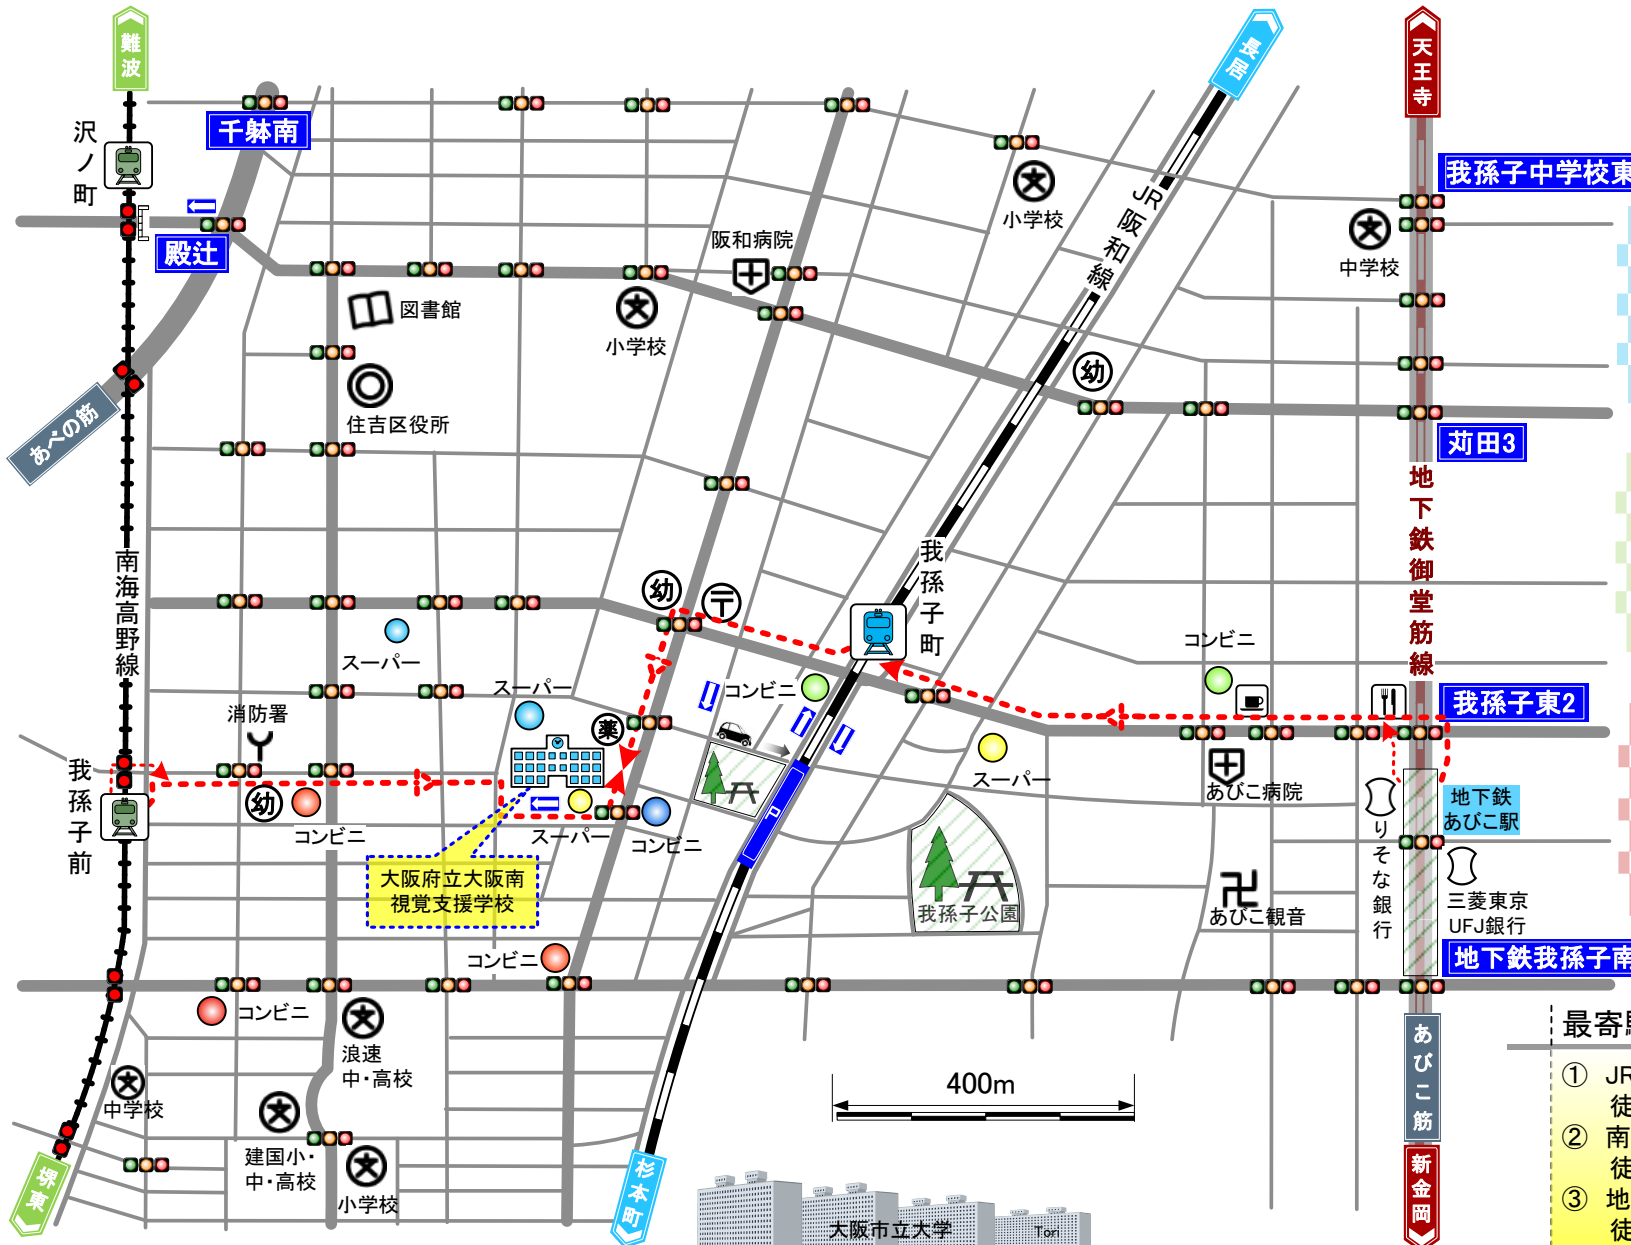 難波
長居
天王寺
沢ノ町
千躰南
我孫子中学校東
殿辻
小学校
JR阪和線
阪和病院
中学校
図書館
小学校
幼
住吉区役所
あべの筋
苅田3
地下鉄御堂筋線
南海高野線
我孫子町
幼
コンビニ
スーパー
スーパー
コンビニ
我孫子東2
消防署
薬
スーパー
我孫子前
幼
コンビニ
スーパー
コンビニ
あびこ病院
地下鉄
あびこ駅
りそな銀行
大阪府立大阪南
視覚支援学校
我孫子公園
あびこ観音
三菱東京
UFJ銀行
コンビニ
地下鉄我孫子南
コンビニ
浪速
中・高校
最寄駅
あびこ筋
① JR
徒
② 南
徒
③ 地
徒
400m
中学校
建国小・
中・高校
小学校
堺東
杉本町
新金岡
大阪市立大学
Tori